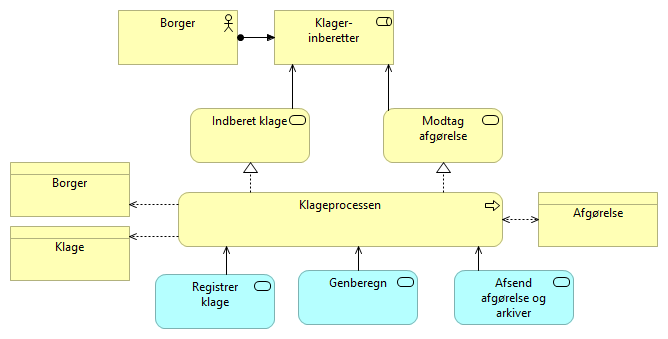 Borger
Klager-
inberetter
Indberet klage
Modtag
afgørelse
Borger
Klageprocessen
Afgørelse
Klage
Registrer
klage
Genberegn
Afsend
afgørelse og
arkiver